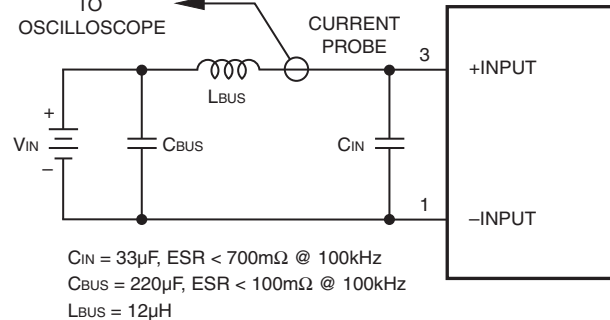 TO
OSCILLOSCOPE
CURRENT
PROBE
LBUS
+
VIN
–
CBUS
CIN
3
+INPUT
1
–INPUT
CIN = 33µF, ESR < 700mΩ @ 100kHz
CBUS = 220µF, ESR < 100mΩ @ 100kHz
LBUS = 12µH